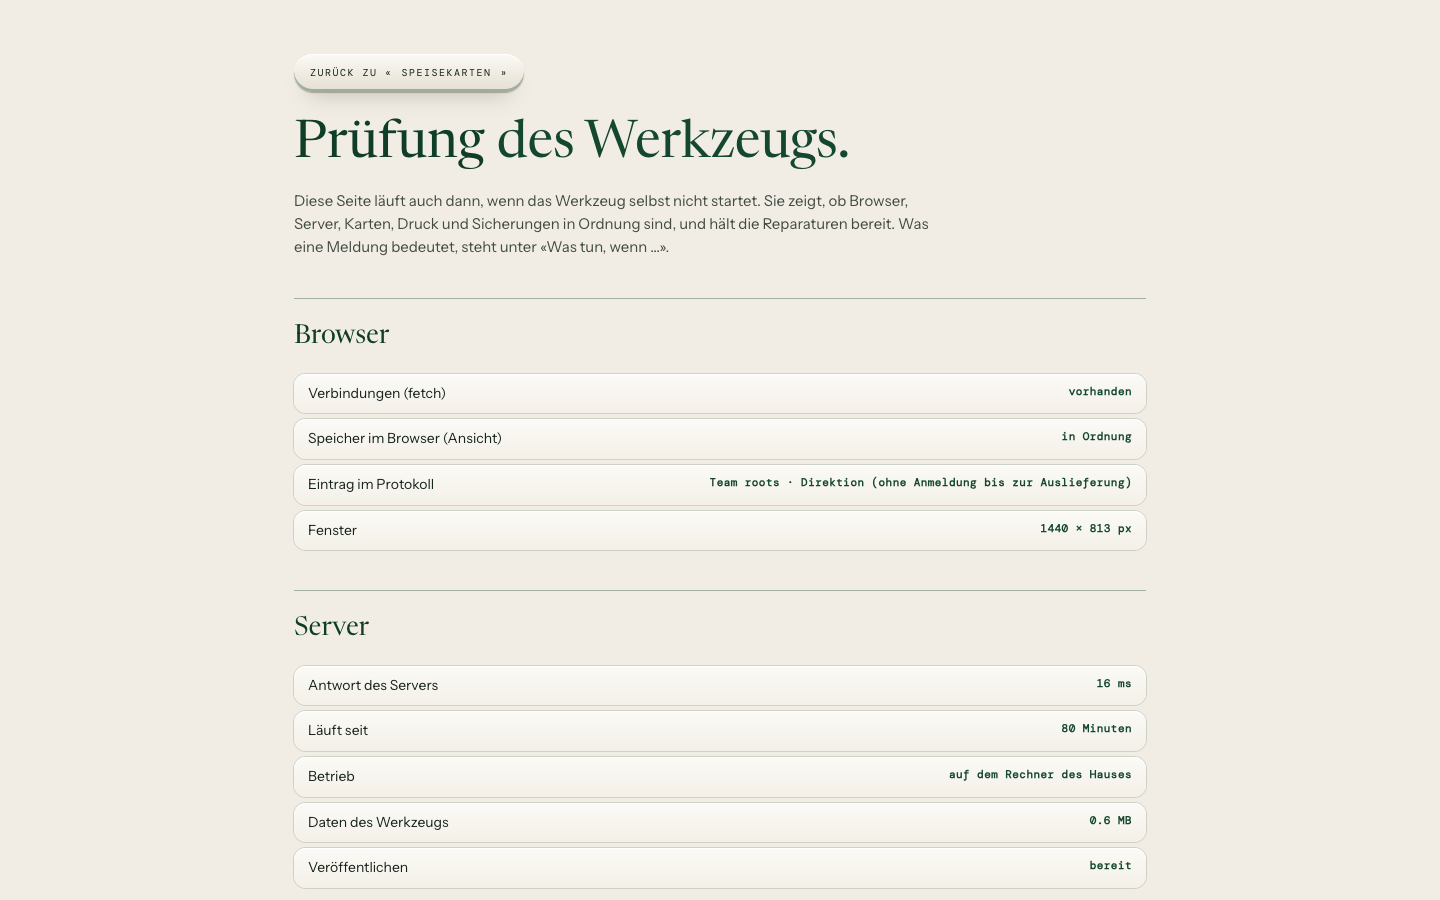 ZURÜCK ZU « SPEISEKARTEN »
Prüfung des Werkzeugs.
Diese Seite läuft auch dann, wenn das Werkzeug selbst nicht startet. Sie zeigt, ob Browser,
Server, Karten, Druck und Sicherungen in Ordnung sind, und hält die Reparaturen bereit. Was
eine Meldung bedeutet, steht unter «Was tun, wenn …».
Browser
Verbindungen (fetch) vorhanden
Speicher im Browser (Ansicht) in Ordnung
Eintrag im Protokoll Team roots · Direktion (ohne Anmeldung bis zur Auslieferung)
Fenster 1440 × 813 px
Server
Antwort des Servers 16 ms
Läuft seit 80 Minuten
Betrieb auf dem Rechner des Hauses
Daten des Werkzeugs 0.6 MB
Veröffentlichen bereit